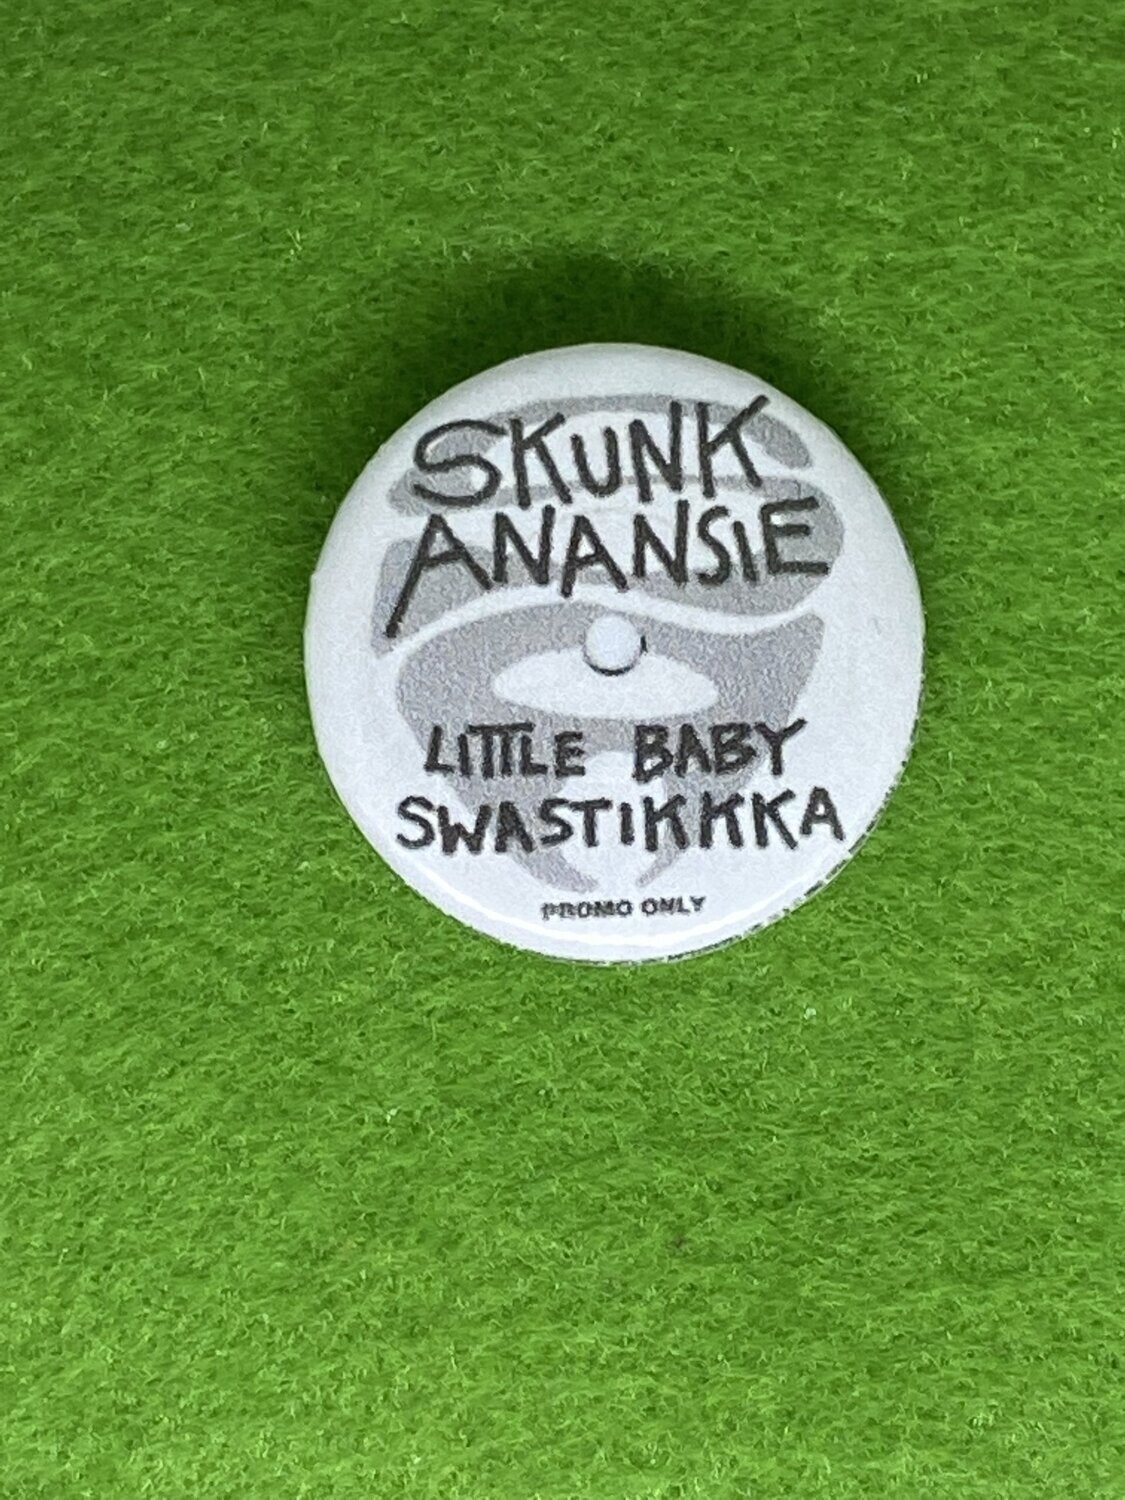 SKUNK
ANANSIE
LITTLE BABY
SWASTIKKKA
PROMO ONLY